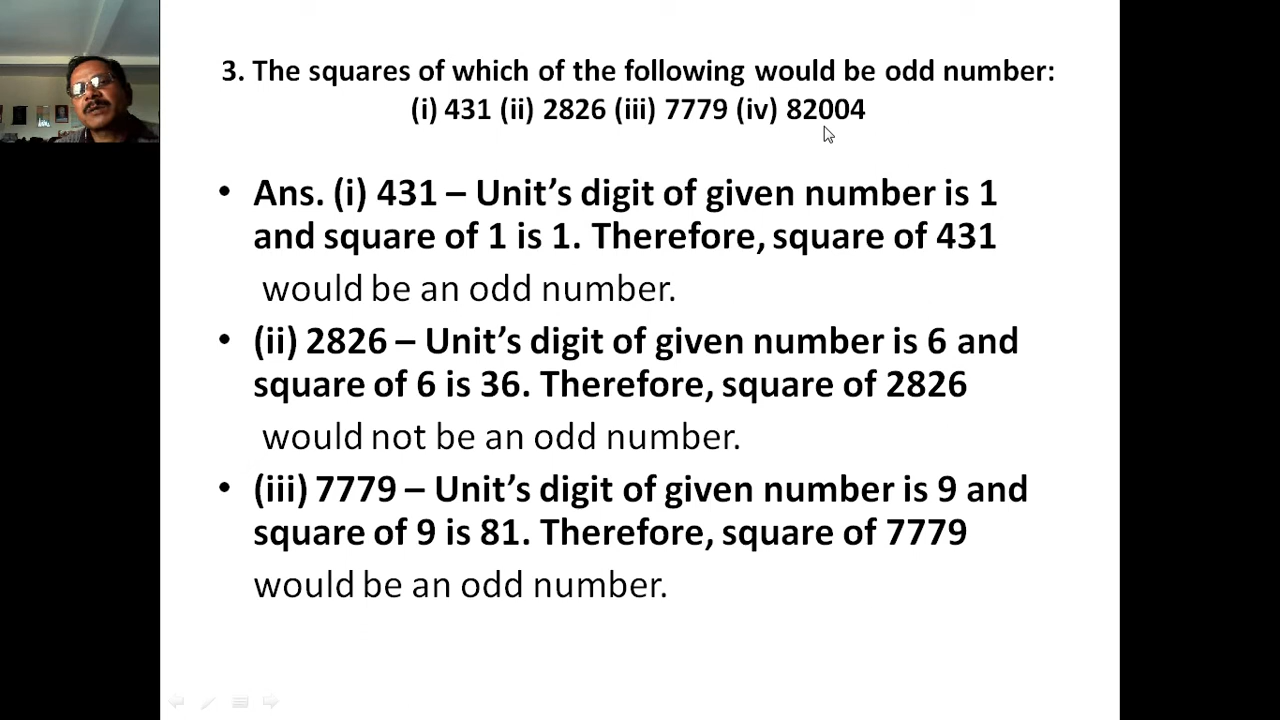 3. The squares of which of the following would be odd number:
(i) 431 (ii) 2826 (iii) 7779 (iv) 82004
• Ans. (i) 431 – Unit’s digit of given number is 1
and square of 1 is 1. Therefore, square of 431
would be an odd number.
• (ii) 2826 – Unit’s digit of given number is 6 and
square of 6 is 36. Therefore, square of 2826
would not be an odd number.
• (iii) 7779 – Unit’s digit of given number is 9 and
square of 9 is 81. Therefore, square of 7779
would be an odd number.